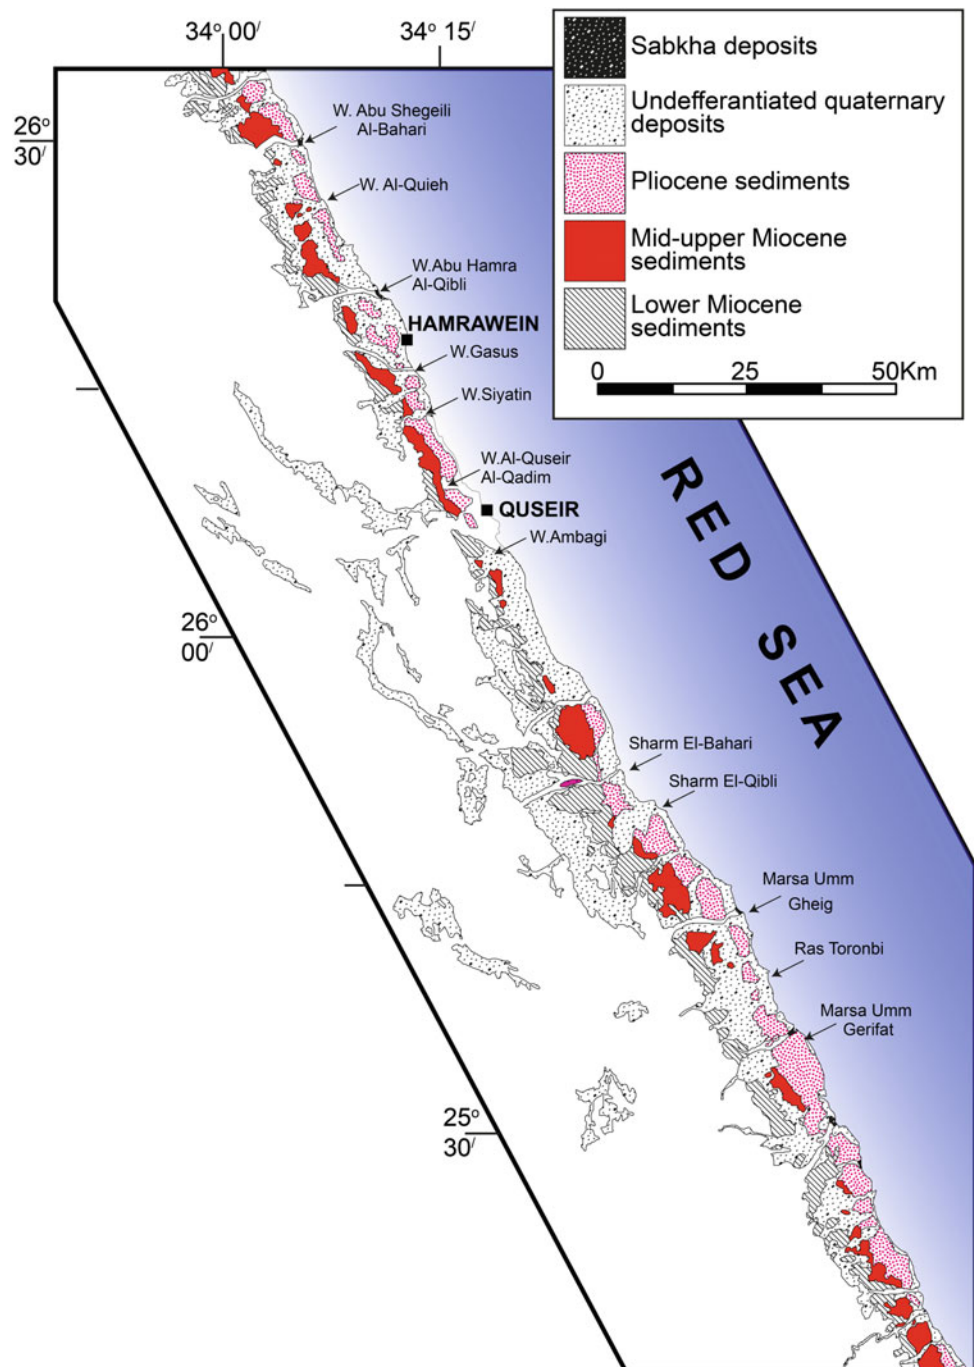 34° 00′
34° 15′
Sabkha deposits
Undefferantiated quaternary
deposits
Pliocene sediments
Mid-upper Miocene
sediments
Lower Miocene
sediments
0 25 50Km
26°
30′
W. Abu Shegeili
Al-Bahari
W. Al-Quieh
W.Abu Hamra
Al-Qibli
HAMRAWEIN
W.Gasus
W.Siyatin
W.Al-Quseir
Al-Qadim
QUSEIR
W.Ambagi
RED SEA
26°
00′
Sharm El-Bahari
Sharm El-Qibli
Marsa Umm
Gheig
Ras Toronbi
Marsa Umm
Gerifat
25°
30′